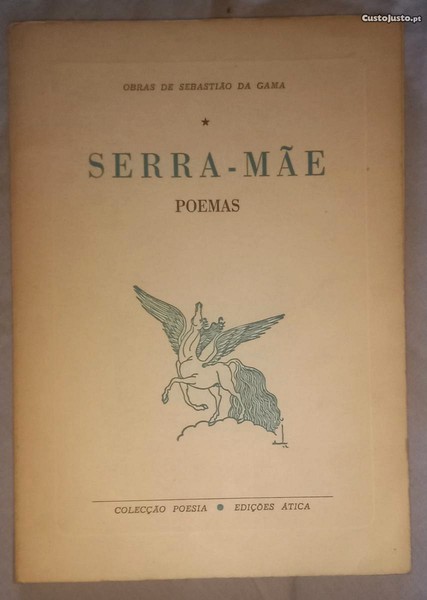 CustoJusto.pt
OBRAS DE SEBASTIÃO DA GAMA
SERRA-MÃE
POEMAS
COLECÇÃO POESIA • EDIÇÕES ÁTICA